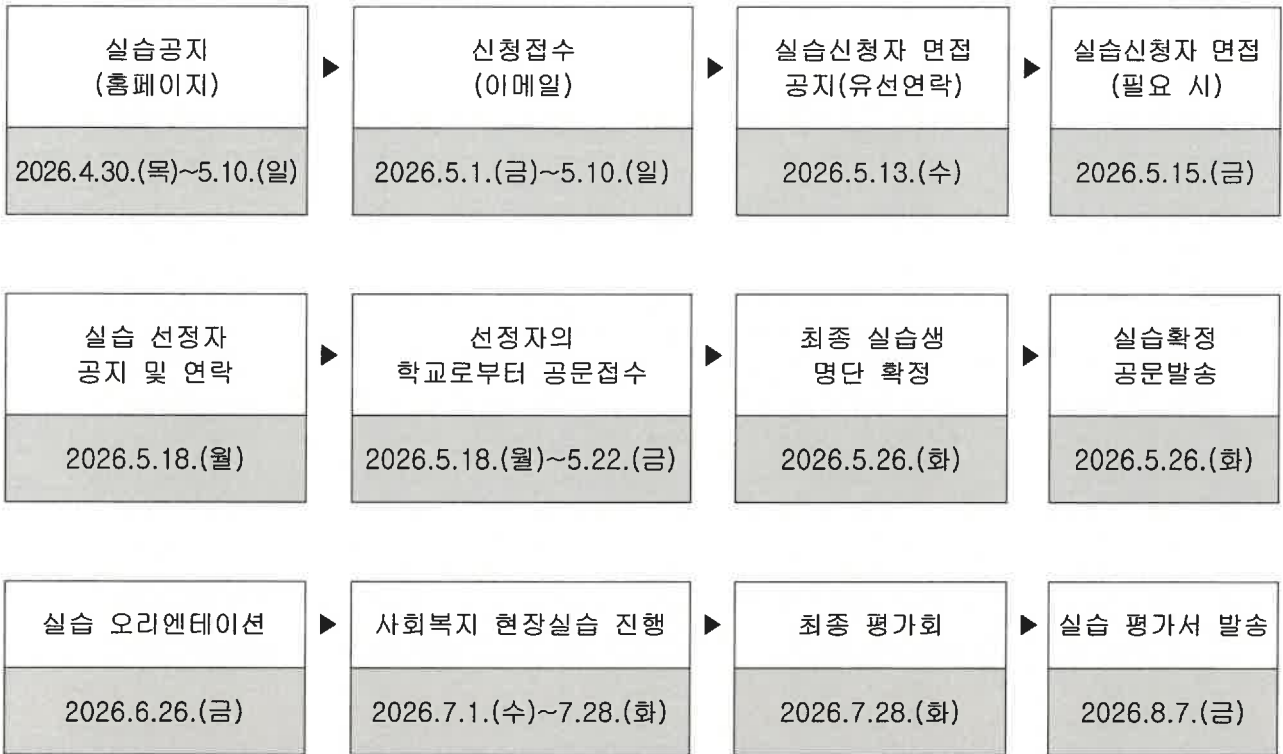 실습공지
(홈페이지)
▶
신청접수
(이메일)
▶
실습신청자 면접
공지(유선연락)
▶
실습신청자 면접
(필요 시)
2026.4.30.(목)~5.10.(일)
2026.5.1.(금)~5.10.(일)
2026.5.13.(수)
2026.5.15.(금)
실습 선정자
공지 및 연락
▶
선정자의
학교로부터 공문접수
▶
최종 실습생
명단 확정
▶
실습확정
공문발송
2026.5.18.(월)
2026.5.18.(월)~5.22.(금)
2026.5.26.(화)
2026.5.26.(화)
실습 오리엔테이션
▶
사회복지 현장실습 진행
▶
최종 평가회
▶
실습 평가서 발송
2026.6.26.(금)
2026.7.1.(수)~7.28.(화)
2026.7.28.(화)
2026.8.7.(금)